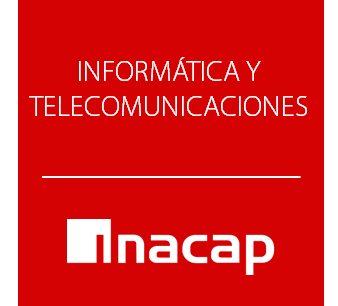 INFORMÁTICA Y
TELECOMUNICACIONES
inacap